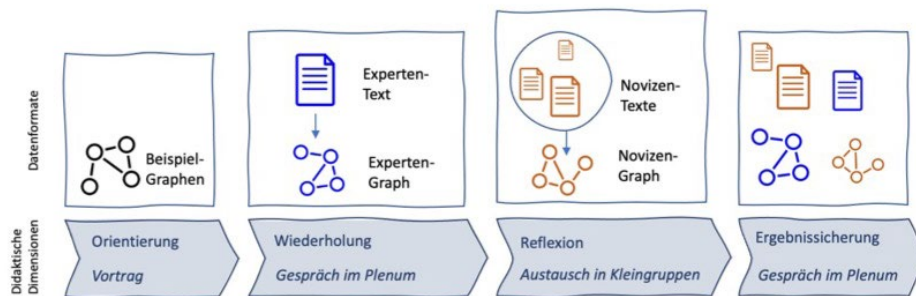 Datenformate
Beispiel-
Graphen
Experten-
Text
Experten-
Graph
Novizen-
Texte
Novizen-
Graph
Didaktische
Dimensionen
Orientierung
Vortrag
Wiederholung
Gespräch im Plenum
Reflexion
Austausch in Kleingruppen
Ergebnissicherung
Gespräch im Plenum